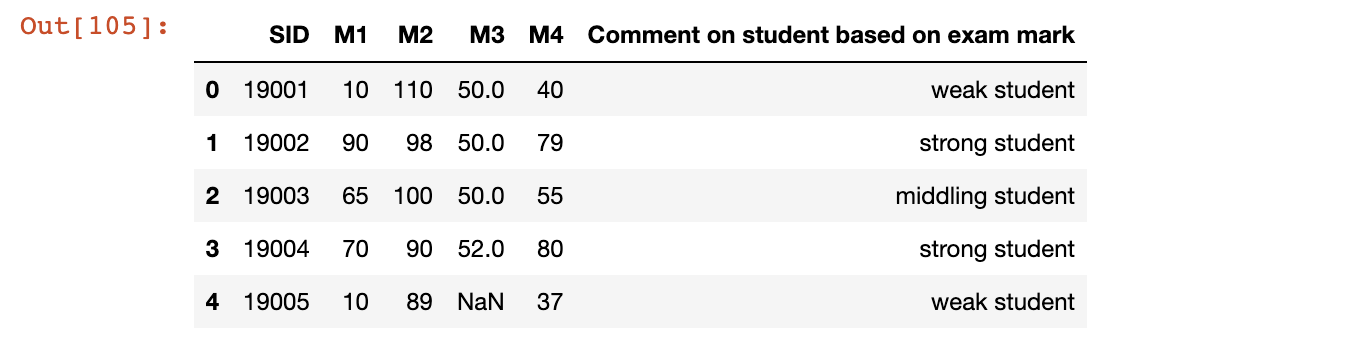 Out[105]:
SID M1 M2 M3 M4 Comment on student based on exam mark
0 19001 10 110 50.0 40 weak student
1 19002 90 98 50.0 79 strong student
2 19003 65 100 50.0 55 middling student
3 19004 70 90 52.0 80 strong student
4 19005 10 89 NaN 37 weak student